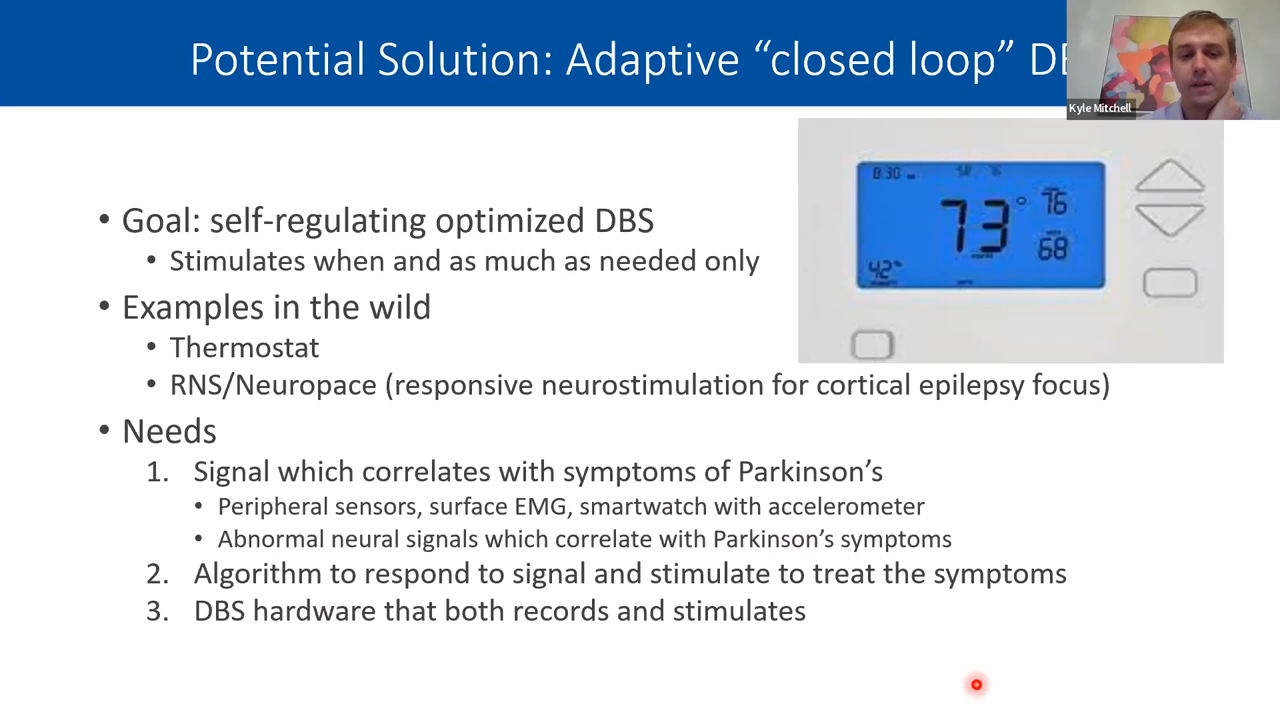 Potential Solution: Adaptive “closed loop”
Kyle Mitchell
8:30
73°
76
68
42%
• Goal: self-regulating optimized DBS
• Stimulates when and as much as needed only
• Examples in the wild
• Thermostat
• RNS/Neuropace (responsive neurostimulation for cortical epilepsy focus)
• Needs
1. Signal which correlates with symptoms of Parkinson’s
• Peripheral sensors, surface EMG, smartwatch with accelerometer
• Abnormal neural signals which correlate with Parkinson’s symptoms
2. Algorithm to respond to signal and stimulate to treat the symptoms
3. DBS hardware that both records and stimulates